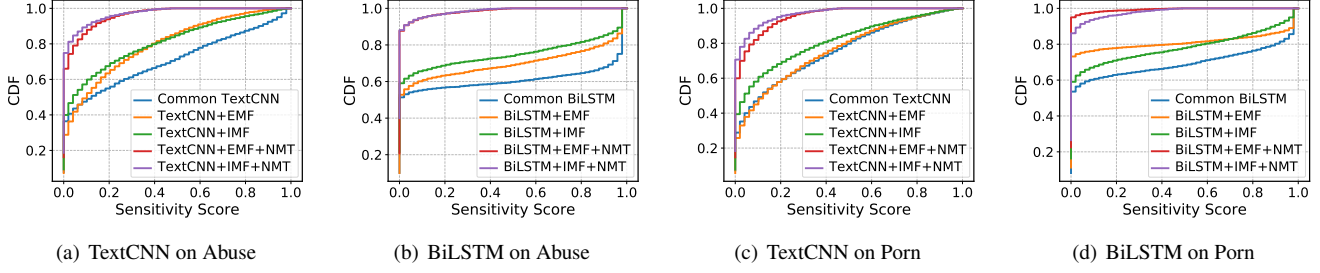 1.0
0.8
0.6
0.4
0.2
CDF
Common TextCNN
TextCNN+EMF
TextCNN+IMF
TextCNN+EMF+NMT
TextCNN+IMF+NMT
0.0 0.2 0.4 0.6 0.8 1.0
Sensitivity Score
(a) TextCNN on Abuse
1.0
0.8
0.6
0.4
0.2
CDF
Common BiLSTM
BiLSTM+EMF
BiLSTM+IMF
BiLSTM+EMF+NMT
BiLSTM+IMF+NMT
0.0 0.2 0.4 0.6 0.8 1.0
Sensitivity Score
(b) BiLSTM on Abuse
1.0
0.8
0.6
0.4
0.2
CDF
Common TextCNN
TextCNN+EMF
TextCNN+IMF
TextCNN+EMF+NMT
TextCNN+IMF+NMT
0.0 0.2 0.4 0.6 0.8 1.0
Sensitivity Score
(c) TextCNN on Porn
1.0
0.8
0.6
0.4
0.2
CDF
Common BiLSTM
BiLSTM+EMF
BiLSTM+IMF
BiLSTM+EMF+NMT
BiLSTM+IMF+NMT
0.0 0.2 0.4 0.6 0.8 1.0
Sensitivity Score
(d) BiLSTM on Porn